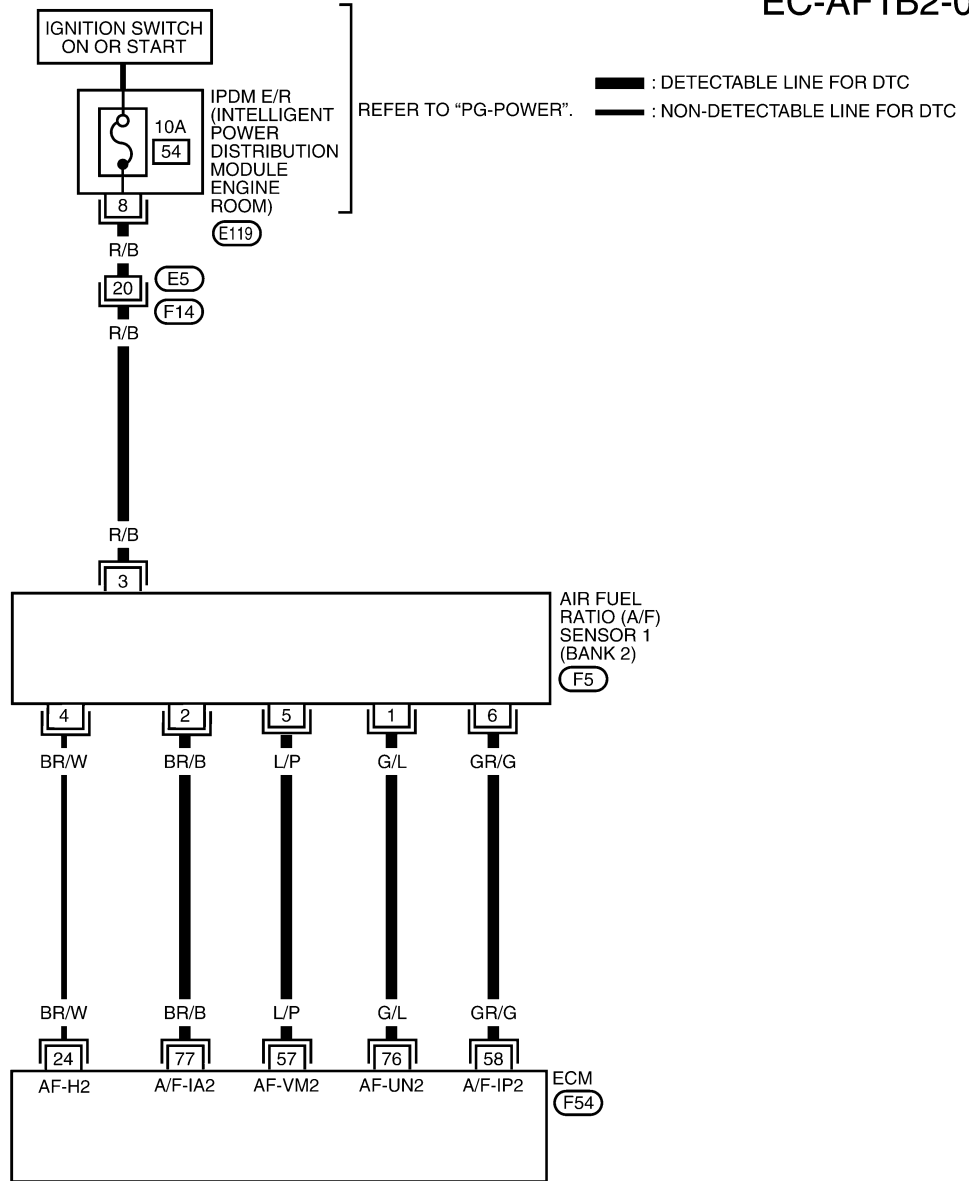 EC-AF1B2-0
IGNITION SWITCH
ON OR START
10A
54
IPDM E/R
(INTELLIGENT
POWER
DISTRIBUTION
MODULE
ENGINE
ROOM)
E119
REFER TO “PG-POWER”.
: DETECTABLE LINE FOR DTC
: NON-DETECTABLE LINE FOR DTC
8
R/B
20
E5
F14
R/B
R/B
3
AIR FUEL
RATIO (A/F)
SENSOR 1
(BANK 2)
F5
4 2 5 1 6
BR/W BR/B L/P G/L GR/G
BR/W BR/B L/P G/L GR/G
24 77 57 76 58
AF-H2 A/F-IA2 AF-VM2 AF-UN2 A/F-IP2
ECM
F54